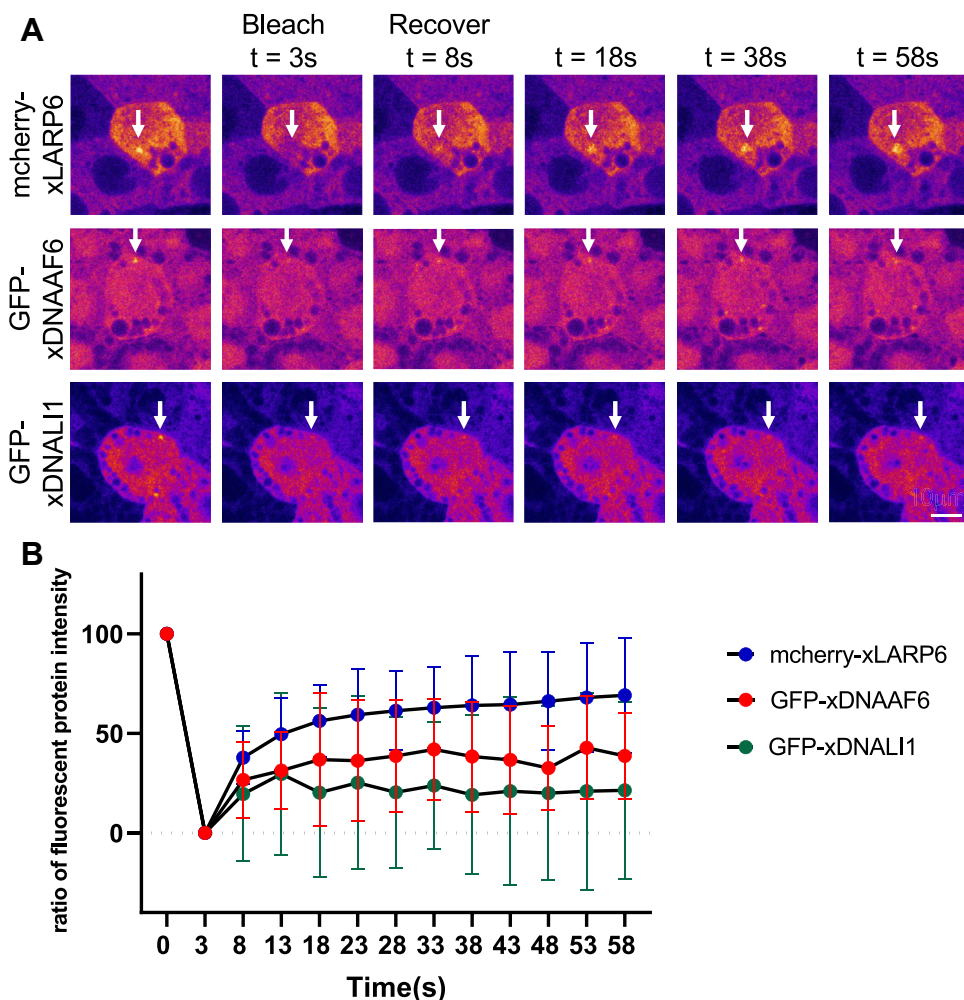 A
Bleach
t = 3s
Recover
t = 8s
t = 18s
t = 38s
t = 58s
mcherry-
xLARP6
GFP-
xDNAAF6
GFP-
xDNALI1
10μm
B
ratio of fluorescent protein intensity
100
50
0
0 3 8 13 18 23 28 33 38 43 48 53 58
Time(s)
mcherry-xLARP6
GFP-xDNAAF6
GFP-xDNALI1